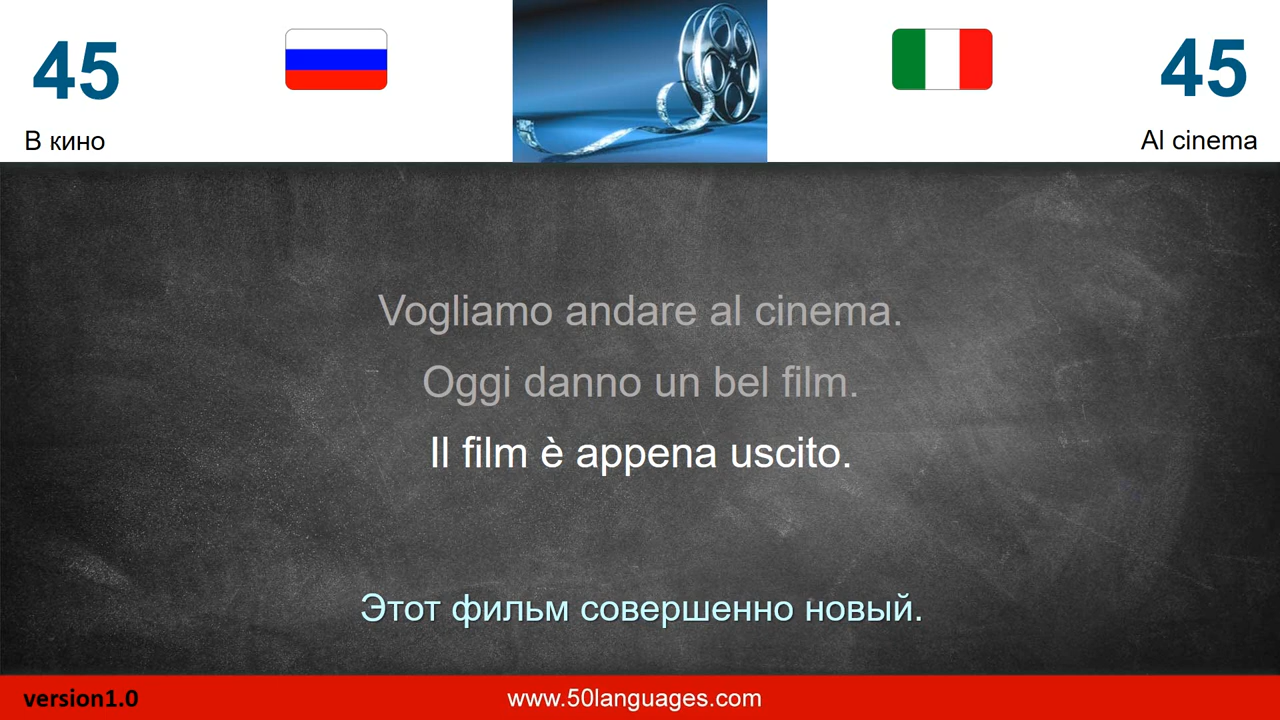 45
45
В кино
Al cinema
Vogliamo andare al cinema.
Oggi danno un bel film.
Il film è appena uscito.
Этот фильм совершенно новый.
version1.0
www.50languages.com